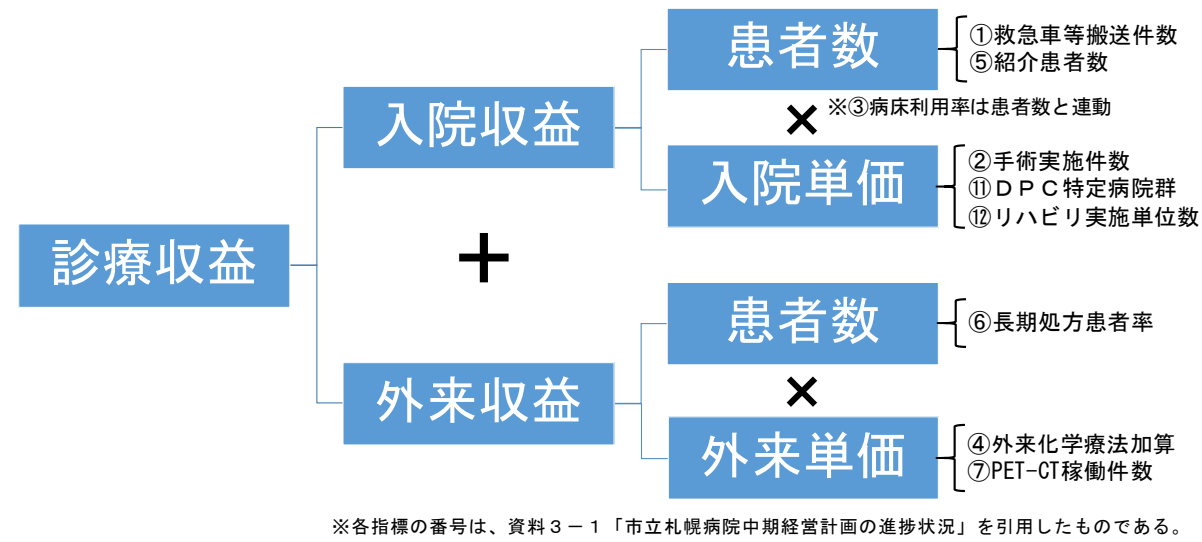 患者数
①救急車等搬送件数
⑤紹介患者数
入院収益
×
※③病床利用率は患者数と連動
入院単価
②手術実施件数
⑪ＤＰＣ特定病院群
⑫リハビリ実施単位数
診療収益
＋
患者数
⑥長期処方患者率
外来収益
×
外来単価
④外来化学療法加算
⑦PET-CT稼働件数
※各指標の番号は、資料３－１「市立札幌病院中期経営計画の進捗状況」を引用したものである。